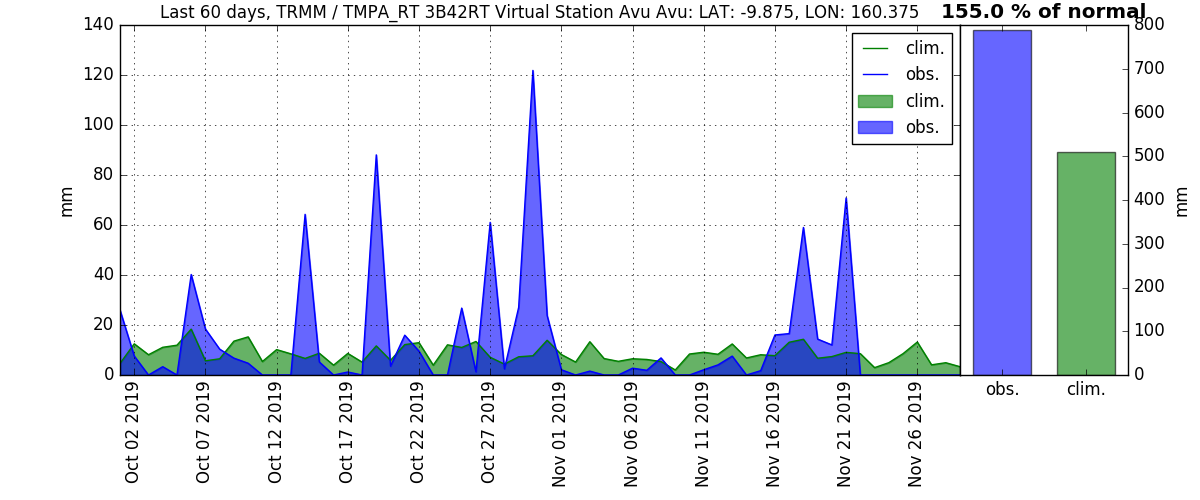 Last 60 days, TRMM / TMPA_RT 3B42RT Virtual Station Avu Avu: LAT: -9.875, LON: 160.375
155.0 % of normal
140
120
100
80
60
40
20
0
mm
clim.
obs.
clim.
obs.
800
700
600
500
400
300
200
100
0
mm
Oct 02 2019
Oct 07 2019
Oct 12 2019
Oct 17 2019
Oct 22 2019
Oct 27 2019
Nov 01 2019
Nov 06 2019
Nov 11 2019
Nov 16 2019
Nov 21 2019
Nov 26 2019
obs.
clim.